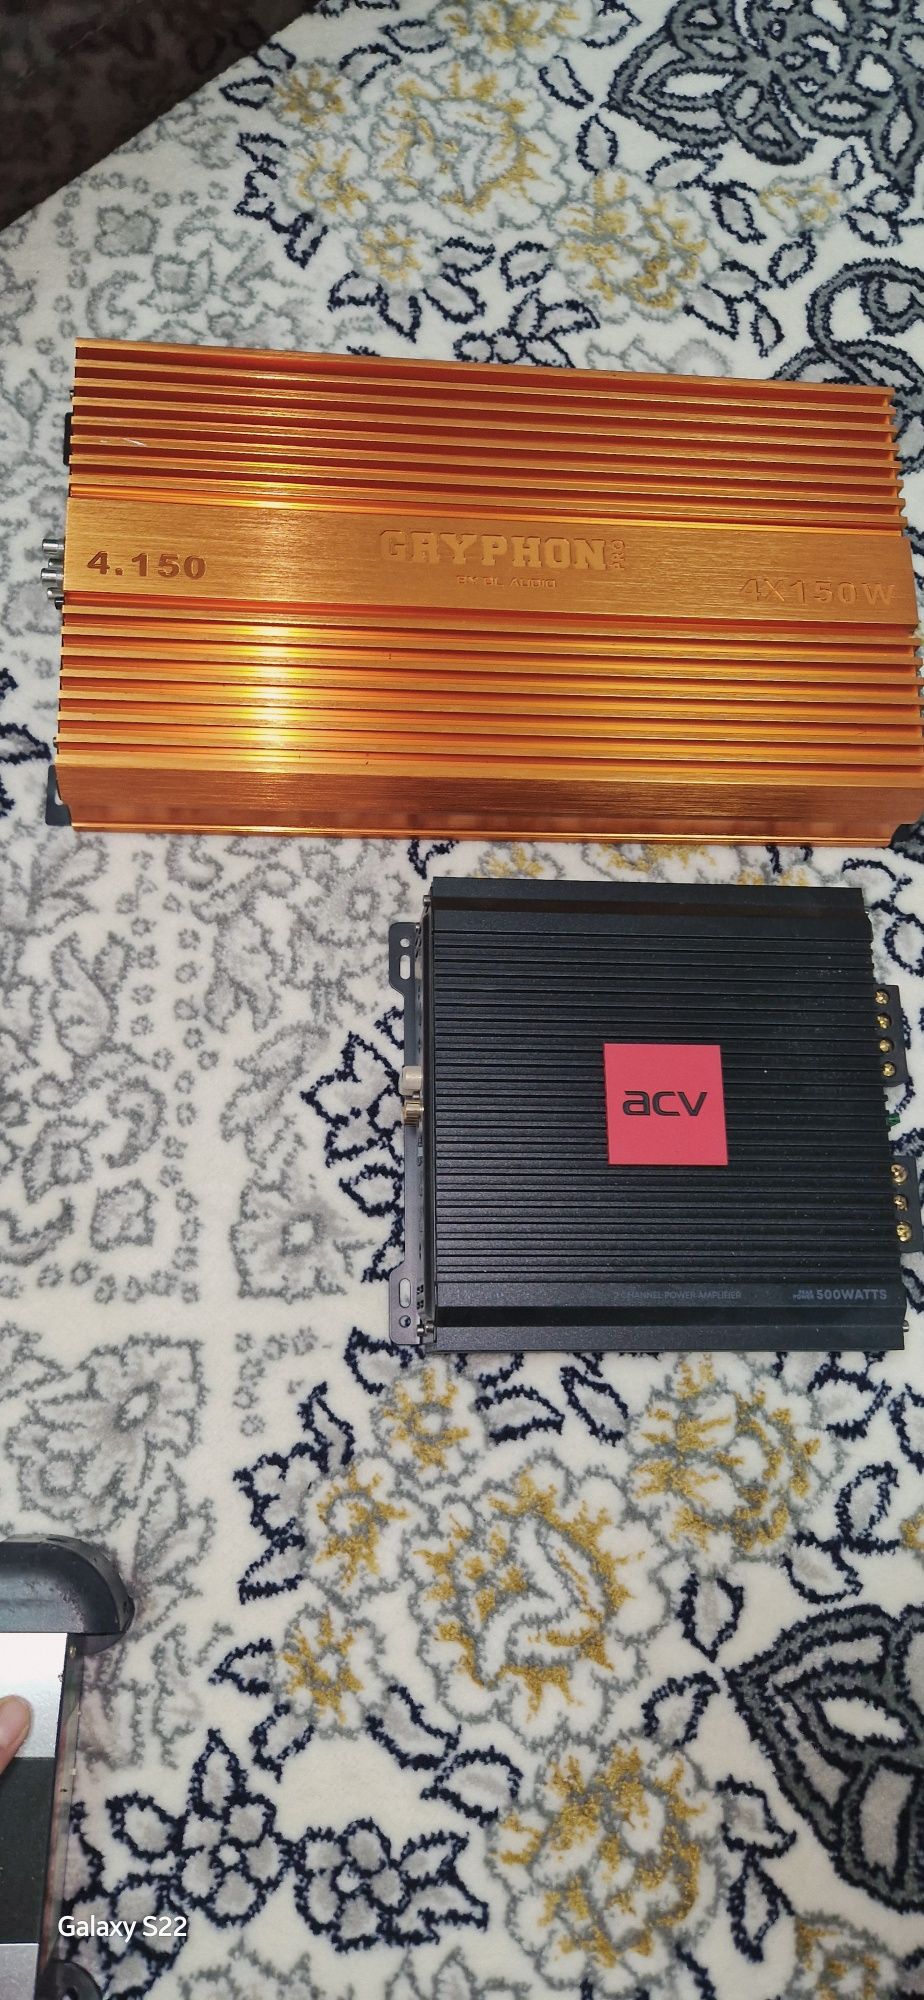 4.150
GRYPHON PRO
BY DL AUDIO
4X150W
acv
2 CHANNEL POWER AMPLIFIER
500WATTS
Galaxy S22